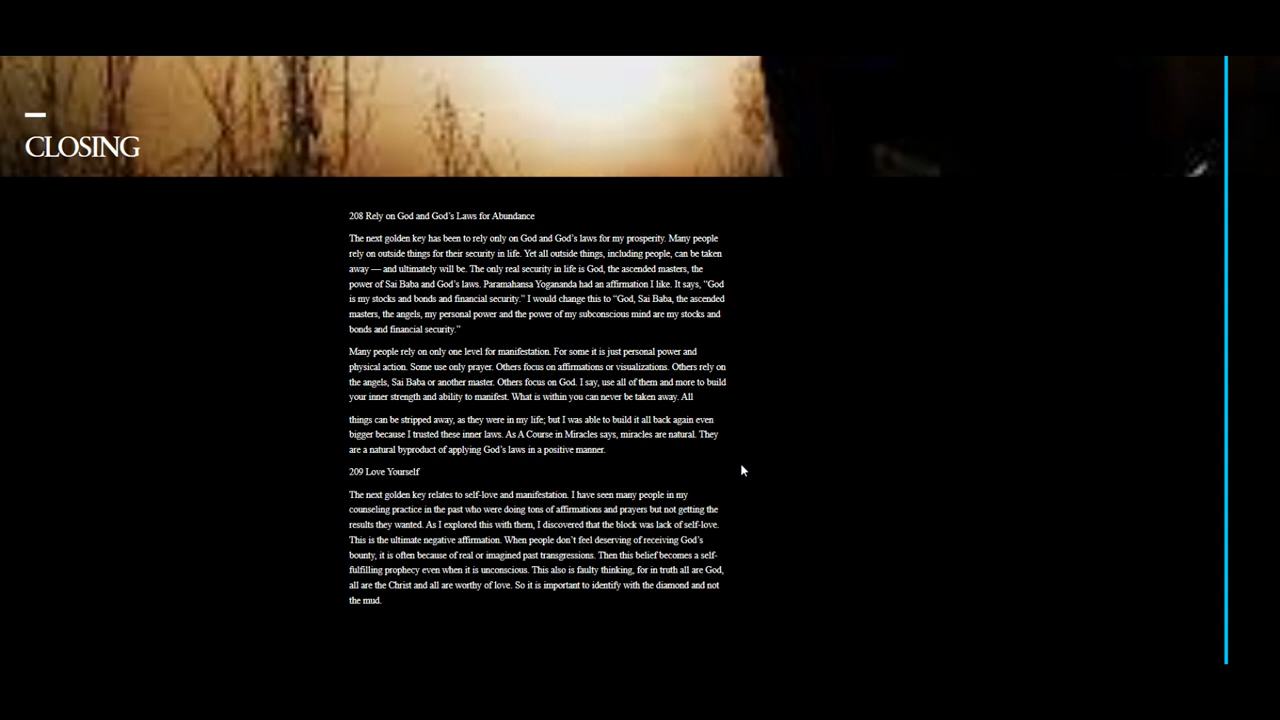 CLOSING
208 Rely on God and God’s Laws for Abundance
The next golden key has been to rely only on God and God’s laws for my prosperity. Many people
rely on outside things for their security in life. Yet all outside things, including people, can be taken
away — and ultimately will be. The only real security in life is God, the ascended masters, the
power of Sai Baba and God’s laws. Paramahansa Yogananda had an affirmation I like. It says, “God
is my stocks and bonds and financial security.” I would change this to “God, Sai Baba, the ascended
masters, the angels, my personal power and the power of my subconscious mind are my stocks and
bonds and financial security.”
Many people rely on only one level for manifestation. For some it is just personal power and
physical action. Some use only prayer. Others focus on affirmations or visualizations. Others rely on
the angels, Sai Baba or another master. Others focus on God. I say, use all of them and more to build
your inner strength and ability to manifest. What is within you can never be taken away. All
things can be stripped away, as they were in my life; but I was able to build it all back again even
bigger because I trusted these inner laws. As A Course in Miracles says, miracles are natural. They
are a natural byproduct of applying God’s laws in a positive manner.
209 Love Yourself
The next golden key relates to self-love and manifestation. I have seen many people in my
counseling practice in the past who were doing tons of affirmations and prayers but not getting the
results they wanted. As I explored this with them, I discovered that the block was lack of self-love.
This is the ultimate negative affirmation. When people don’t feel deserving of receiving God’s
bounty, it is often because of real or imagined past transgressions. Then this belief becomes a self-
fulfilling prophecy even when it is unconscious. This also is faulty thinking, for in truth all are God,
all are the Christ and all are worthy of love. So it is important to identify with the diamond and not
the mud.